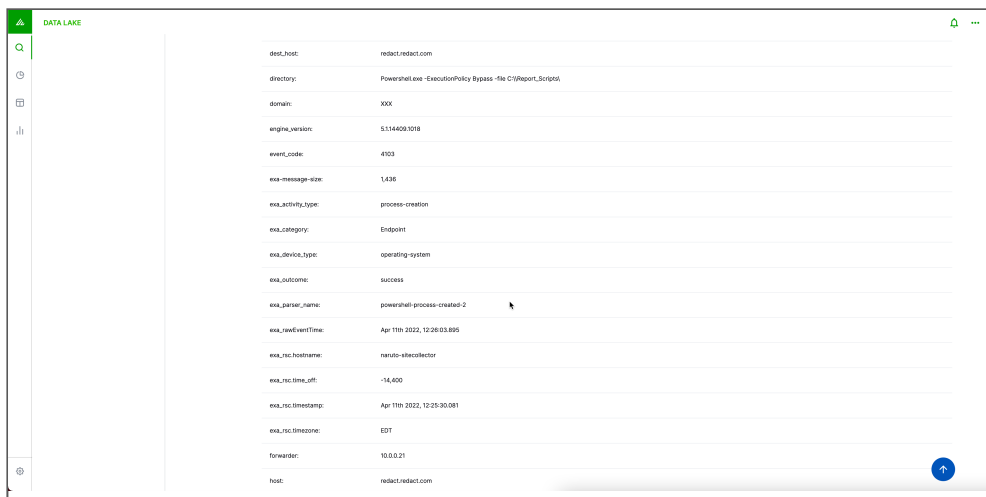 DATA LAKE
dest_host: redact.redact.com
directory: Powershell.exe -ExecutionPolicy Bypass -file C:\\Report_Scripts\
domain: XXX
engine_version: 5.1.14409.1018
event_code: 4103
exa-message-size: 1,436
exa_activity_type: process-creation
exa_category: Endpoint
exa_device_type: operating-system
exa_outcome: success
exa_parser_name: powershell-process-created-2
exa_rawEventTime: Apr 11th 2022, 12:26:03.895
exa_rsc.hostname: naruto-sitecollector
exa_rsc.time_off: -14,400
exa_rsc.timestamp: Apr 11th 2022, 12:25:30.081
exa_rsc.timezone: EDT
forwarder: 10.0.0.21
host: redact.redact.com